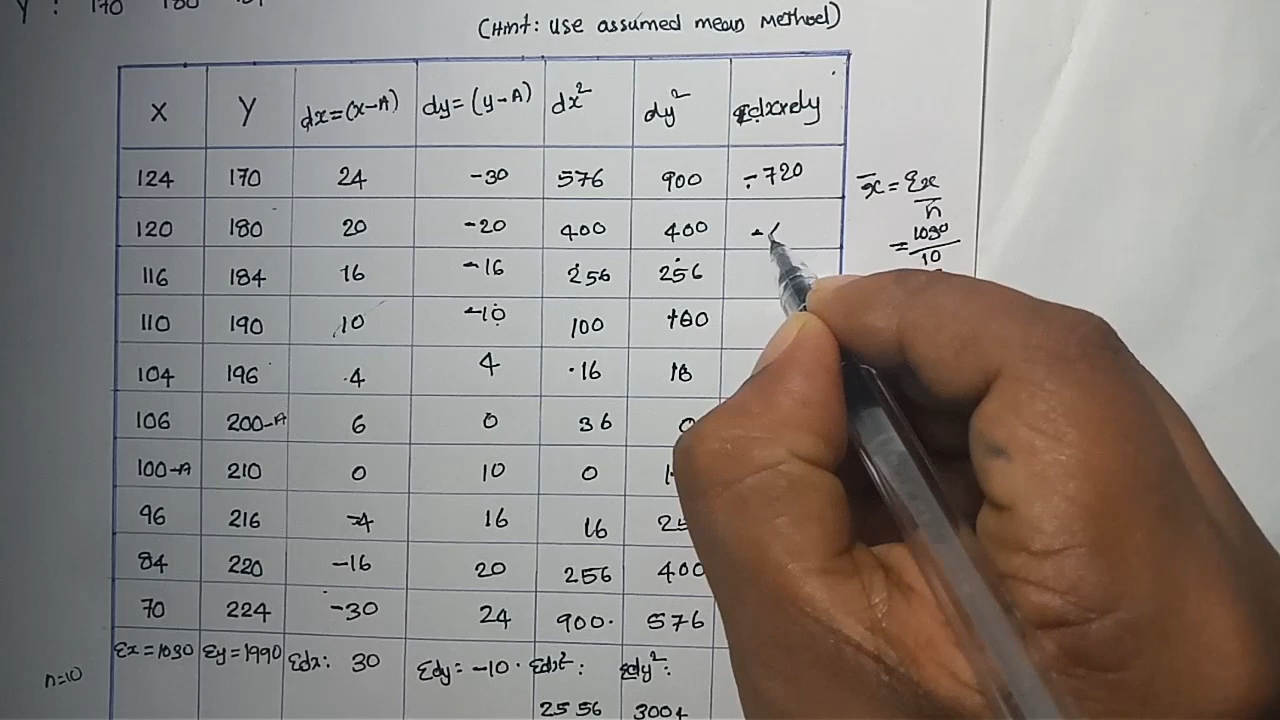 Y : 170 180
(Hint: use assumed mean method)
X Y dx=(x-A) dy=(y-A) dx² dy² dxxdy
124 170 24 -30 576 900 -720
120 180 20 -20 400 400
116 184 16 -16 256 256
110 190 10 -10 100 100
104 196 4 4 16 16
106 200-A 6 0 36
100-A 210 0 10 0
96 216 -4 16 16
84 220 -16 20 256 400
70 224 -30 24 900 576
Σx=1030 Σy=1990 Σdx: 30 Σdy=-10 Σdx²: Σdy²:
2556 3004
n=10
x̄=Σx/n
=1030/10